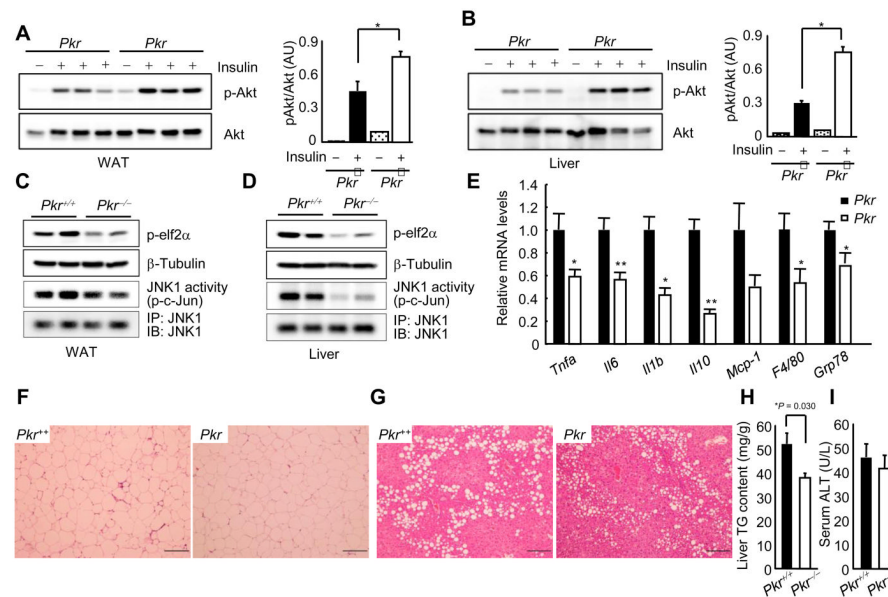 A
Pkr Pkr
Insulin
− + + + − + + +
p-Akt
Akt
WAT
pAkt/Akt (AU)
0.9
0.6
0.3
0
*
Insulin − + − +
Pkr Pkr
B
Pkr Pkr
Insulin
− + + + − + + +
p-Akt
Akt
Liver
pAkt/Akt (AU)
0.9
0.6
0.3
0
*
Insulin − + − +
Pkr Pkr
C
Pkr+/+ Pkr−/−
p-elf2α
β-Tubulin
JNK1 activity
(p-c-Jun)
IP: JNK1
IB: JNK1
WAT
D
Pkr+/+ Pkr−/−
p-elf2α
β-Tubulin
JNK1 activity
(p-c-Jun)
IP: JNK1
IB: JNK1
Liver
E
Relative mRNA levels
1.4
1.2
1.0
0.8
0.6
0.4
0.2
0
Pkr
Pkr
* ** * ** * *
Tnfa Il6 Il1b Il10 Mcp-1 F4/80 Grp78
F
Pkr++ Pkr
G
Pkr++ Pkr
H
*P = 0.030
Liver TG content (mg/g)
60
50
40
30
20
10
0
Pkr+/+ Pkr−/−
I
Serum ALT (U/L)
60
50
40
30
20
10
0
Pkr+/+ Pkr